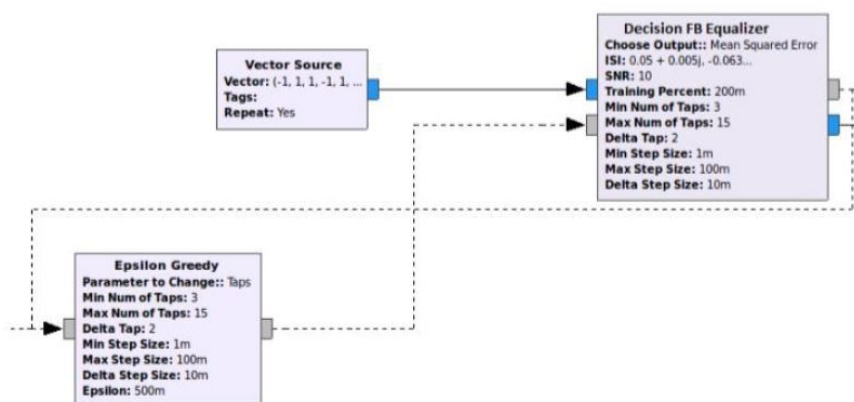 Vector Source
Vector: (-1, 1, 1, -1, 1, ...
Tags:
Repeat: Yes
Decision FB Equalizer
Choose Output:: Mean Squared Error
ISI: 0.05 + 0.005j, -0.063...
SNR: 10
Training Percent: 200m
Min Num of Taps: 3
Max Num of Taps: 15
Delta Tap: 2
Min Step Size: 1m
Max Step Size: 100m
Delta Step Size: 10m
Epsilon Greedy
Parameter to Change:: Taps
Min Num of Taps: 3
Max Num of Taps: 15
Delta Tap: 2
Min Step Size: 1m
Max Step Size: 100m
Delta Step Size: 10m
Epsilon: 500m